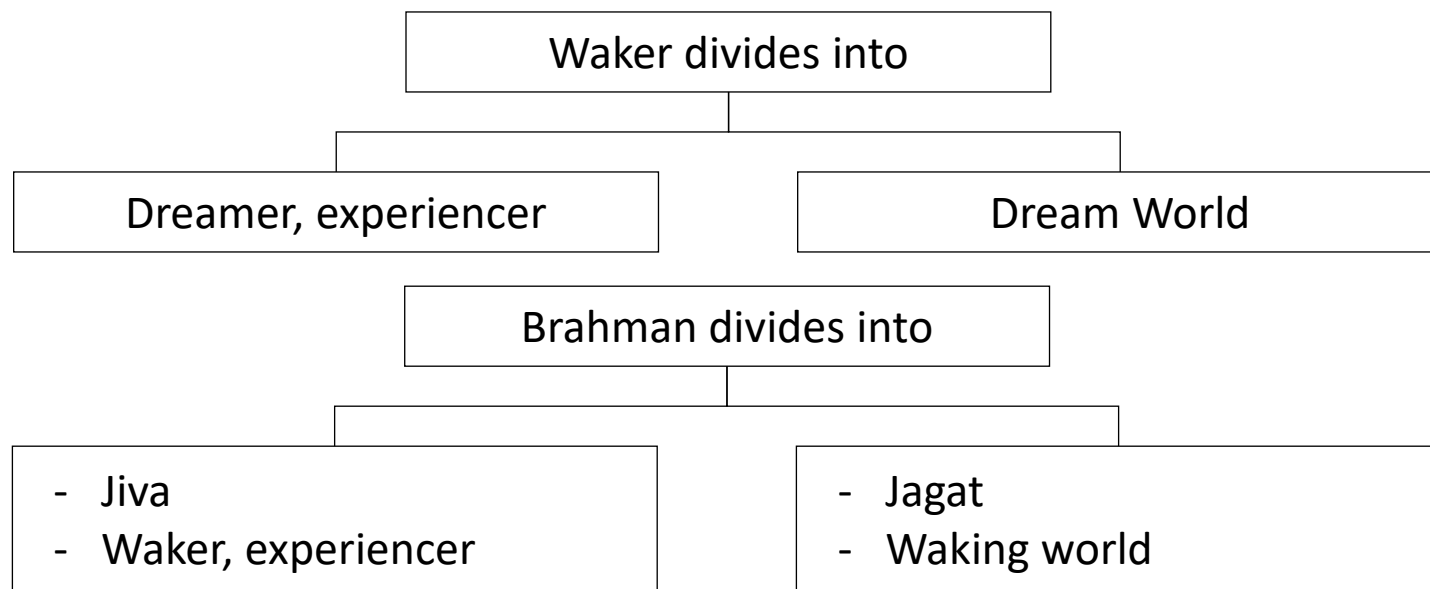 Waker divides into
Dreamer, experiencer
Dream World
Brahman divides into
- Jiva
- Waker, experiencer
- Jagat
- Waking world